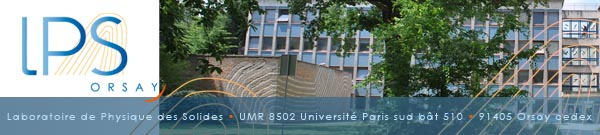 LPS
ORSAY
Laboratoire de Physique des Solides • UMR 8502 Université Paris sud bât 510 • 91405 Orsay cedex